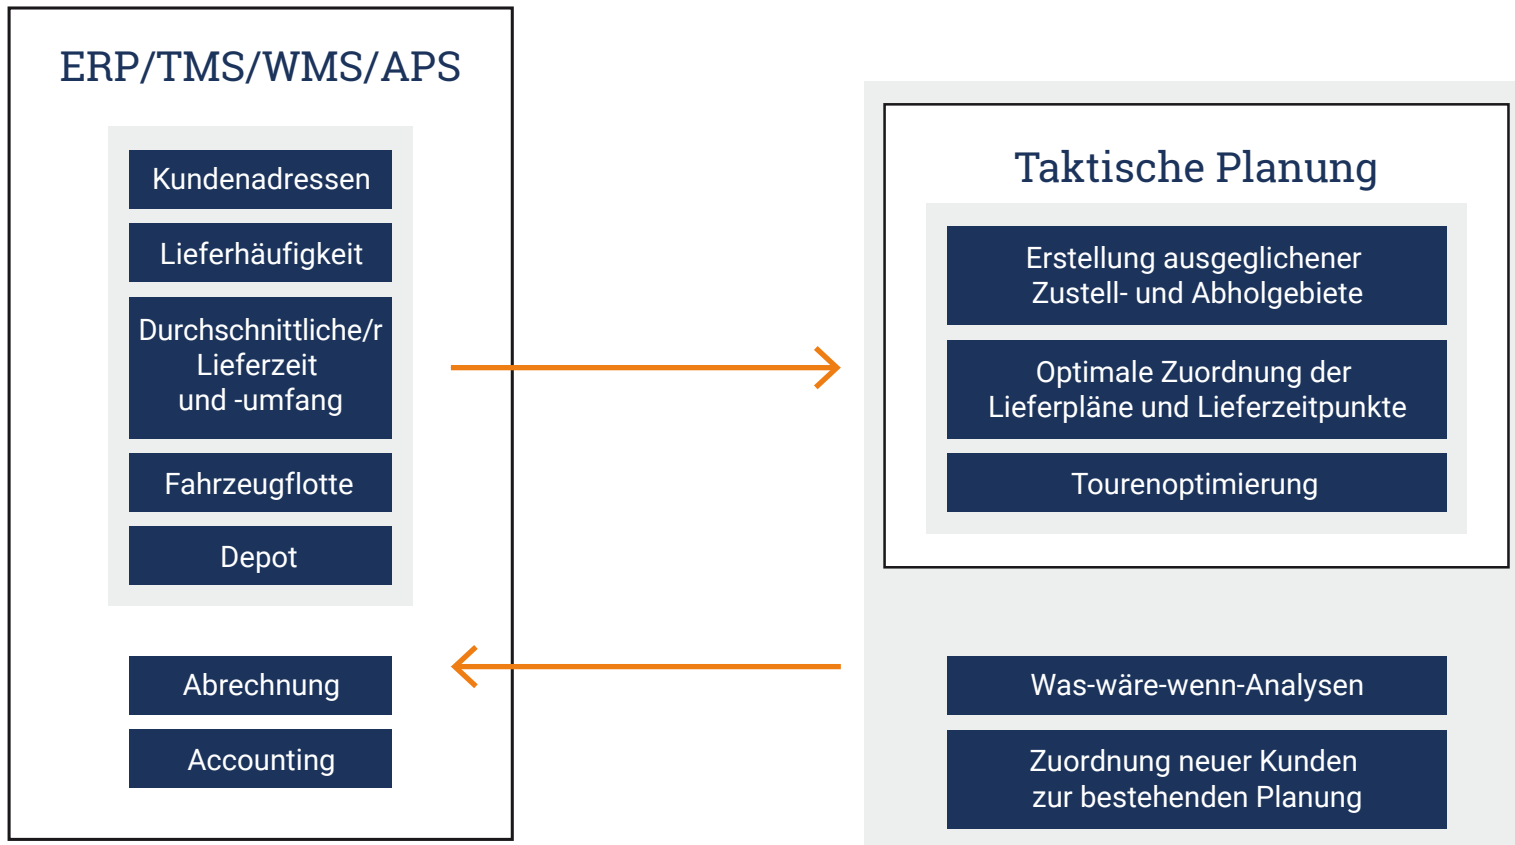 ERP/TMS/WMS/APS
Kundenadressen
Lieferhäufigkeit
Durchschnittliche/r
Lieferzeit
und -umfang
Fahrzeugflotte
Depot
Abrechnung
Accounting
Taktische Planung
Erstellung ausgeglichener
Zustell- und Abholgebiete
Optimale Zuordnung der
Lieferpläne und Lieferzeitpunkte
Tourenoptimierung
Was-wäre-wenn-Analysen
Zuordnung neuer Kunden
zur bestehenden Planung